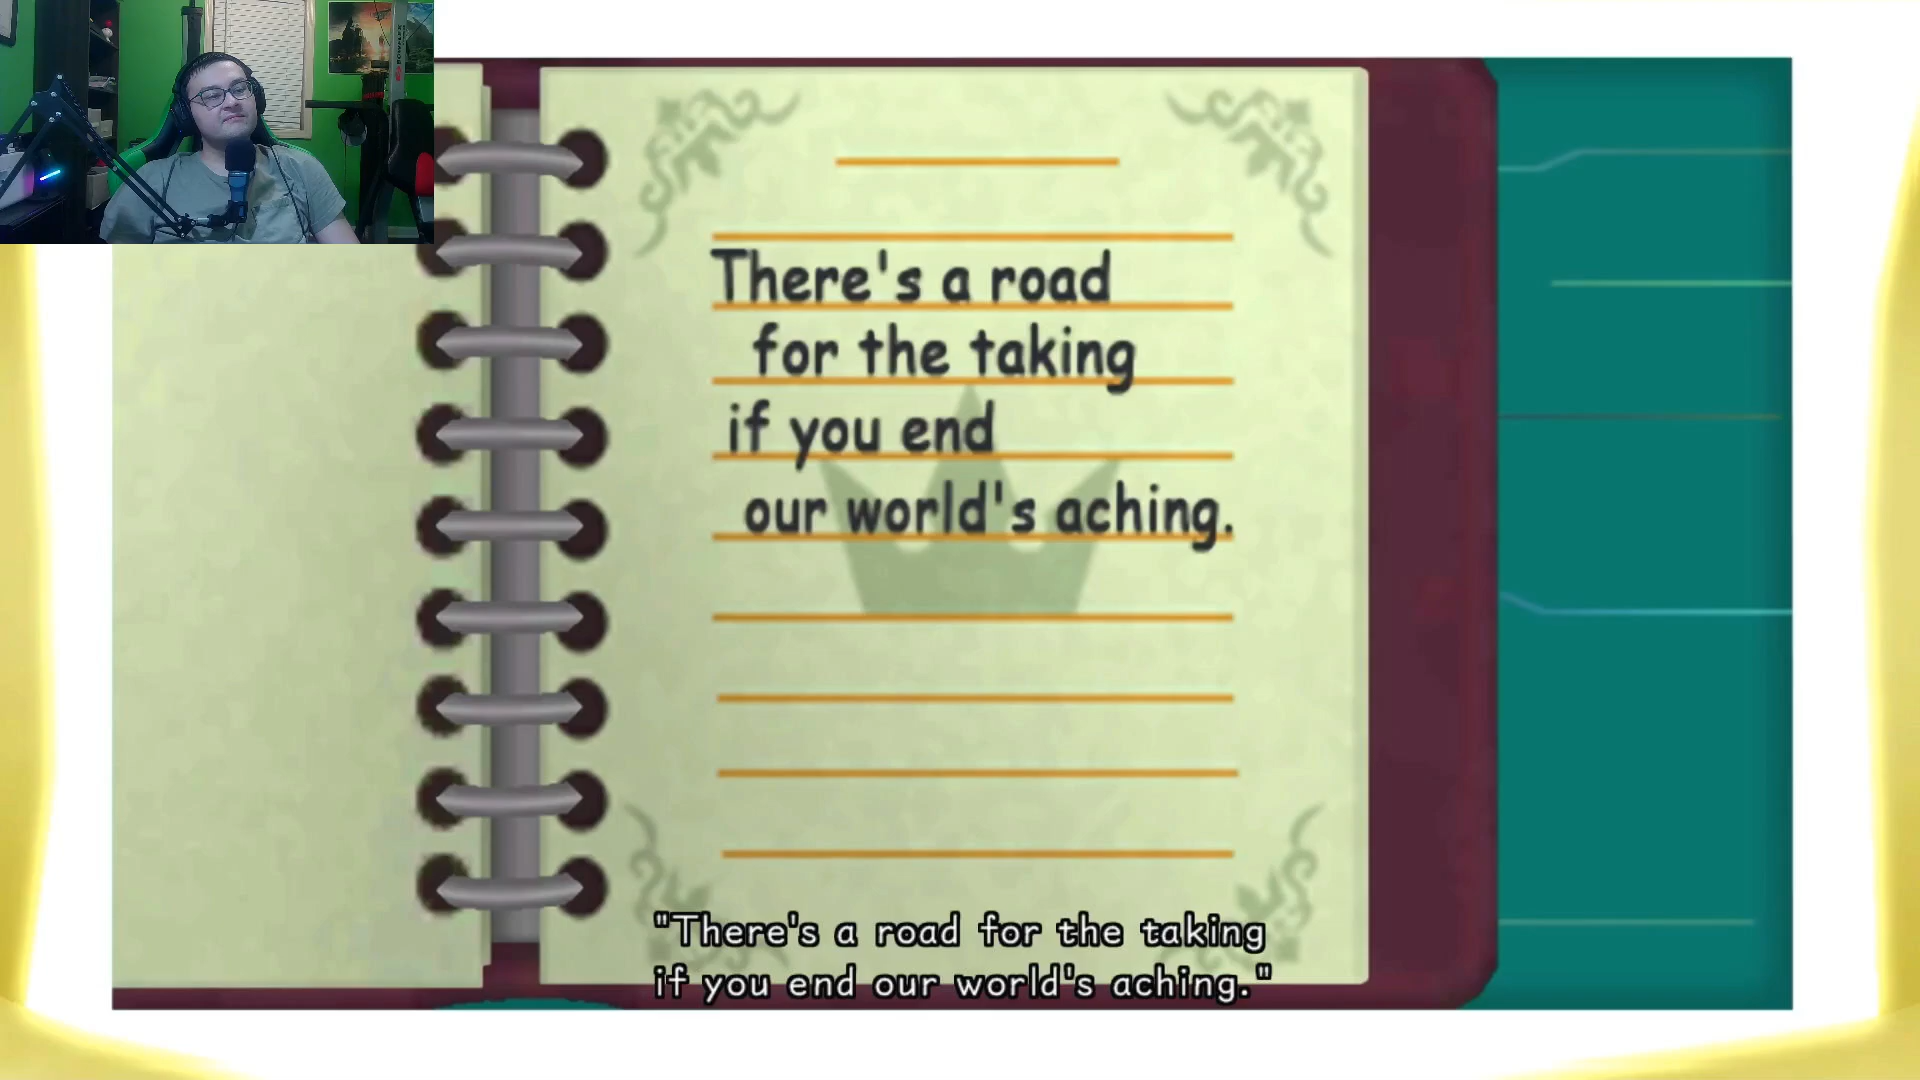 There's a road
for the taking
if you end
our world's aching.
"There's a road for the taking
if you end our world's aching."